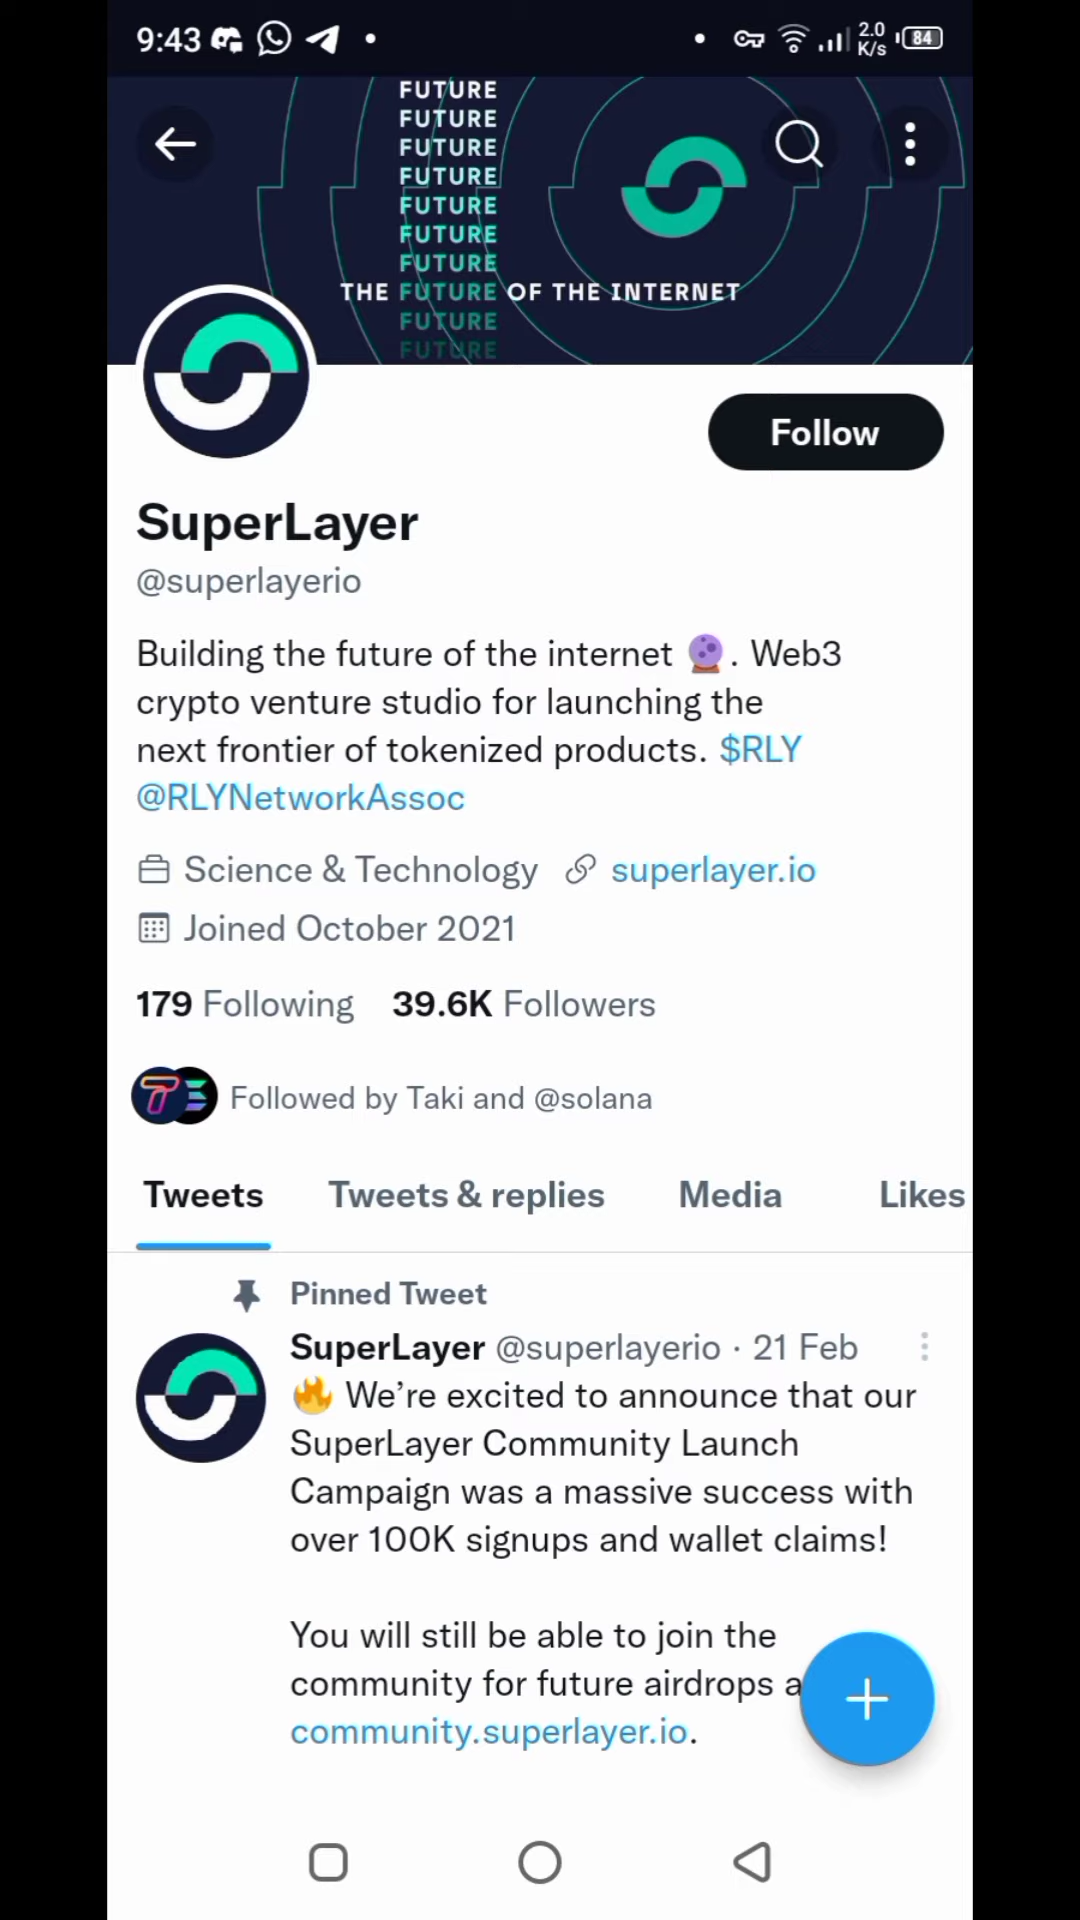 9:43
2.0
K/s
84
FUTURE
FUTURE
FUTURE
FUTURE
FUTURE
FUTURE
FUTURE
THE FUTURE OF THE INTERNET
FUTURE
FUTURE
Follow
SuperLayer
@superlayerio
Building the future of the internet 🔮. Web3
crypto venture studio for launching the
next frontier of tokenized products. $RLY
@RLYNetworkAssoc
Science & Technology superlayer.io
Joined October 2021
179 Following 39.6K Followers
Followed by Taki and @solana
Tweets Tweets & replies Media Likes
Pinned Tweet
SuperLayer @superlayerio · 21 Feb
🔥 We’re excited to announce that our
SuperLayer Community Launch
Campaign was a massive success with
over 100K signups and wallet claims!
You will still be able to join the
community for future airdrops a
community.superlayer.io.